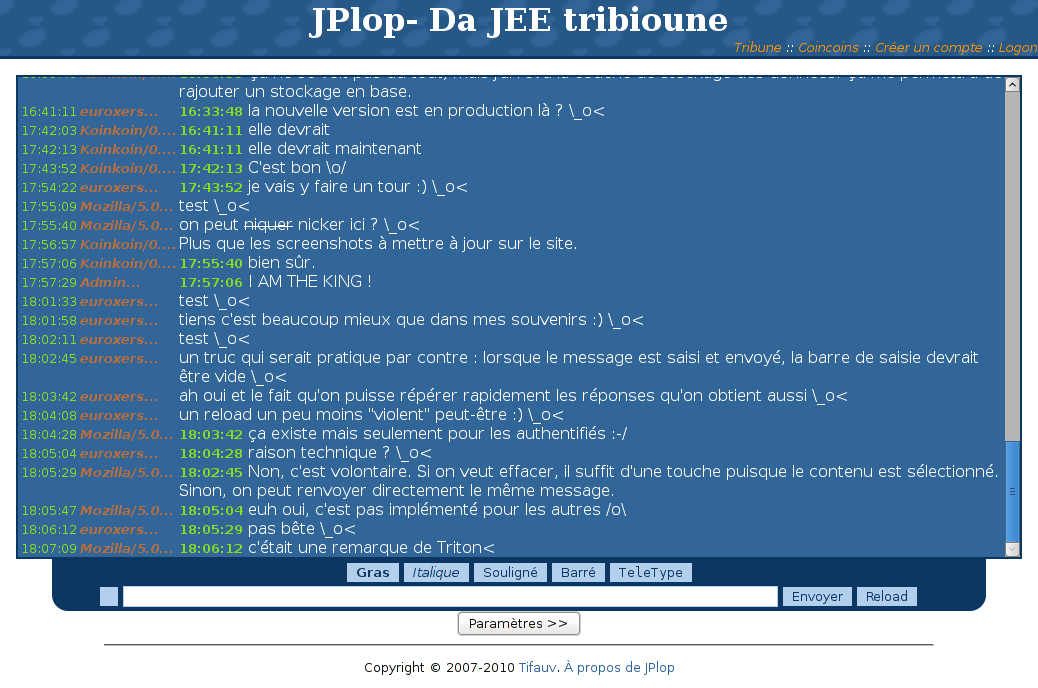 JPlop- Da JEE tribioune
Tribune :: Coincoins :: Créer un compte :: Logon
rajouter un stockage en base.
16:41:11 euroxers... 16:33:48 la nouvelle version est en production là ? \_o<
17:42:03 Koinkoin/0.... 16:41:11 elle devrait
17:42:13 Koinkoin/0.... 16:41:11 elle devrait maintenant
17:43:52 Koinkoin/0.... 17:42:13 C'est bon \o/
17:54:22 euroxers... 17:43:52 je vais y faire un tour :) \_o<
17:55:09 Mozilla/5.0... test \_o<
17:55:40 Mozilla/5.0... on peut niquer nicker ici ? \_o<
17:56:57 Koinkoin/0.... Plus que les screenshots à mettre à jour sur le site.
17:57:06 Koinkoin/0.... 17:55:40 bien sûr.
17:57:29 Admin... 17:57:06 I AM THE KING !
18:01:33 euroxers... test \_o<
18:01:58 euroxers... tiens c'est beaucoup mieux que dans mes souvenirs :) \_o<
18:02:11 euroxers... test \_o<
18:02:45 euroxers... un truc qui serait pratique par contre : lorsque le message est saisi et envoyé, la barre de saisie devrait
être vide \_o<
18:03:42 euroxers... ah oui et le fait qu'on puisse répérer rapidement les réponses qu'on obtient aussi \_o<
18:04:08 euroxers... un reload un peu moins "violent" peut-être :) \_o<
18:04:28 Mozilla/5.0... 18:03:42 ça existe mais seulement pour les authentifiés :-/
18:05:04 euroxers... 18:04:28 raison technique ? \_o<
18:05:29 Mozilla/5.0... 18:02:45 Non, c'est volontaire. Si on veut effacer, il suffit d'une touche puisque le contenu est sélectionné.
Sinon, on peut renvoyer directement le même message.
18:05:47 Mozilla/5.0... 18:05:04 euh oui, c'est pas implémenté pour les autres /o\
18:06:12 euroxers... 18:05:29 pas bête \_o<
18:07:09 Mozilla/5.0... 18:06:12 c'était une remarque de Triton<
Gras Italique Souligné Barré TeleType
Envoyer Reload
Paramètres >>
Copyright © 2007-2010 Tifauv. À propos de JPlop